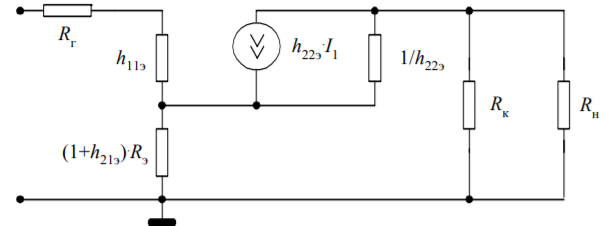 Rг
h11э
h22э·I1
1/h22э
Rк
Rн
(1+h21э)·Rэ